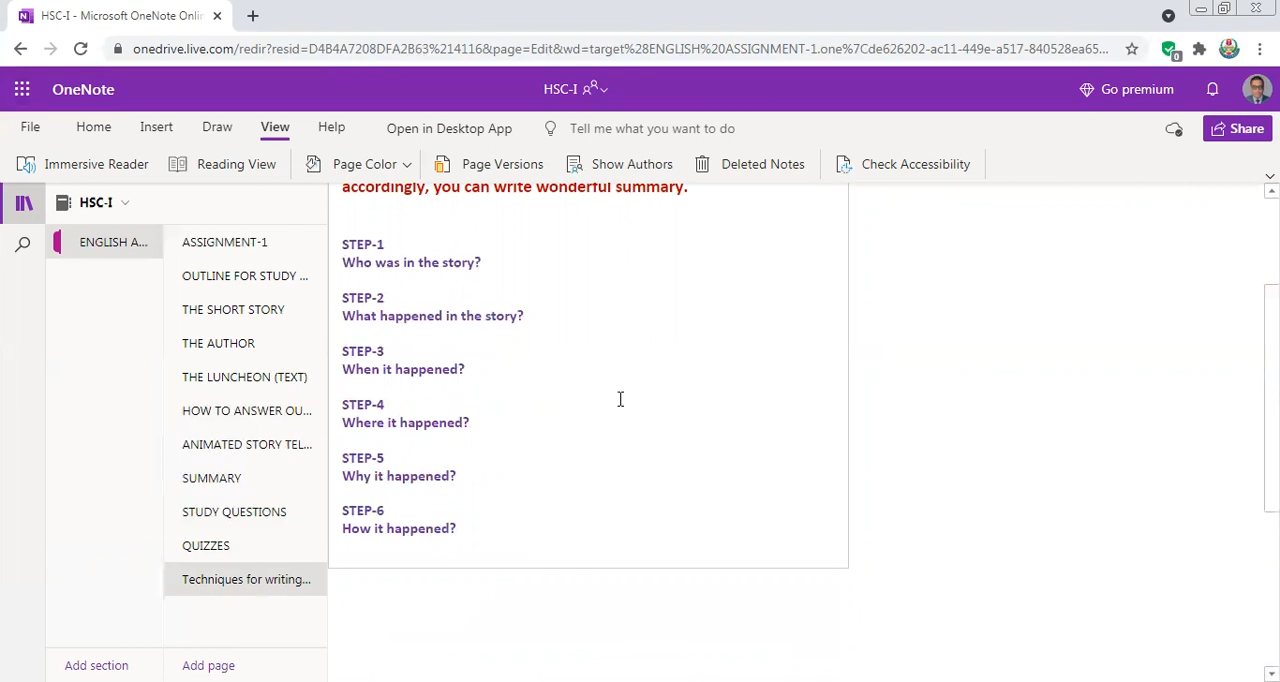 HSC-I - Microsoft OneNote Onlin
onedrive.live.com/redir?resid=D4B4A7208DFA2B63%214116&page=Edit&wd=target%28ENGLISH%20ASSIGNMENT-1.one%7Cde626202-ac11-449e-a517-840528ea65...
0
OneNote
HSC-I
Go premium
File
Home
Insert
Draw
View
Help
Open in Desktop App
Tell me what you want to do
Share
Immersive Reader
Reading View
Page Color
Page Versions
Show Authors
Deleted Notes
Check Accessibility
HSC-I
ENGLISH A...
ASSIGNMENT-1
OUTLINE FOR STUDY ...
THE SHORT STORY
THE AUTHOR
THE LUNCHEON (TEXT)
HOW TO ANSWER OU...
ANIMATED STORY TEL...
SUMMARY
STUDY QUESTIONS
QUIZZES
Techniques for writing...
Add section
Add page
accordingly, you can write wonderful summary.
STEP-1
Who was in the story?
STEP-2
What happened in the story?
STEP-3
When it happened?
STEP-4
Where it happened?
STEP-5
Why it happened?
STEP-6
How it happened?